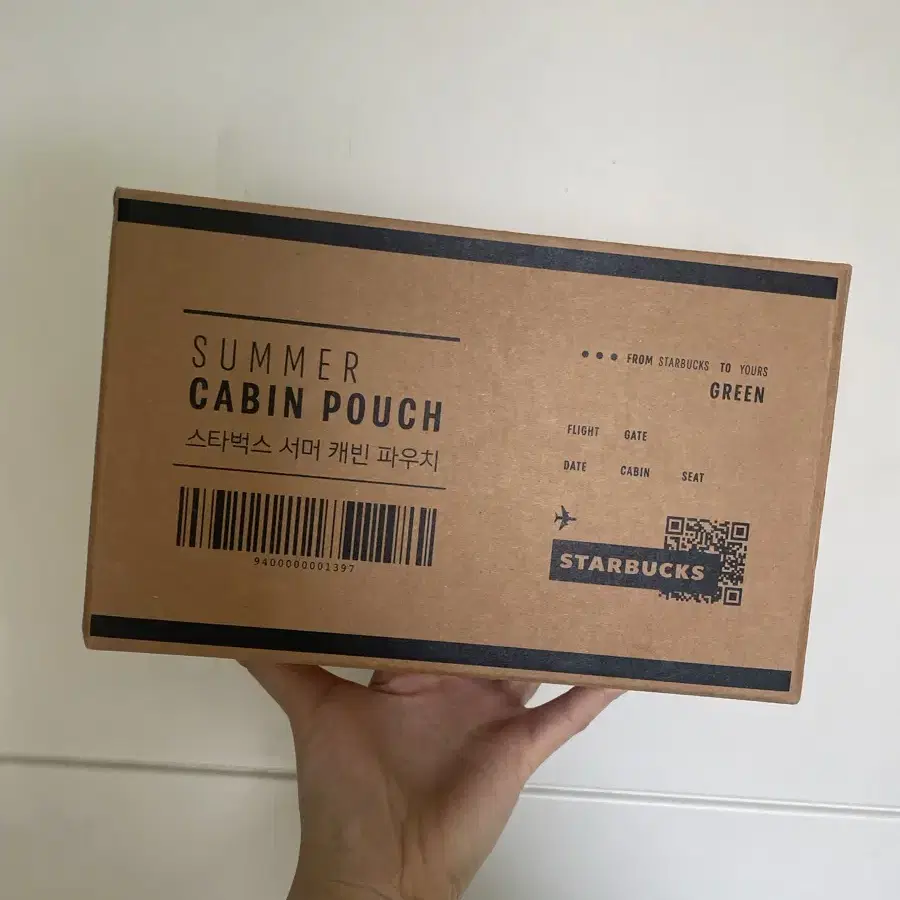 SUMMER
CABIN POUCH
스타벅스 서머 캐빈 파우치
9400000001397
FROM STARBUCKS TO YOURS
GREEN
FLIGHT GATE
DATE CABIN SEAT
STARBUCKS